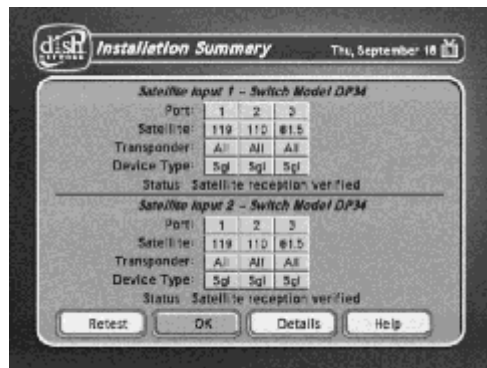 dish
NETWORK
Installation Summary
Thu, September 18
Satellite Input 1 - Switch Model DP34
Port: 1 2 3
Satellite: 119 110 61.5
Transponder: All All All
Device Type: Sgl Sgl Sgl
Status: Satellite reception verified
Satellite Input 2 - Switch Model DP34
Port: 1 2 3
Satellite: 119 110 61.5
Transponder: All All All
Device Type: Sgl Sgl Sgl
Status: Satellite reception verified
Retest OK Details Help